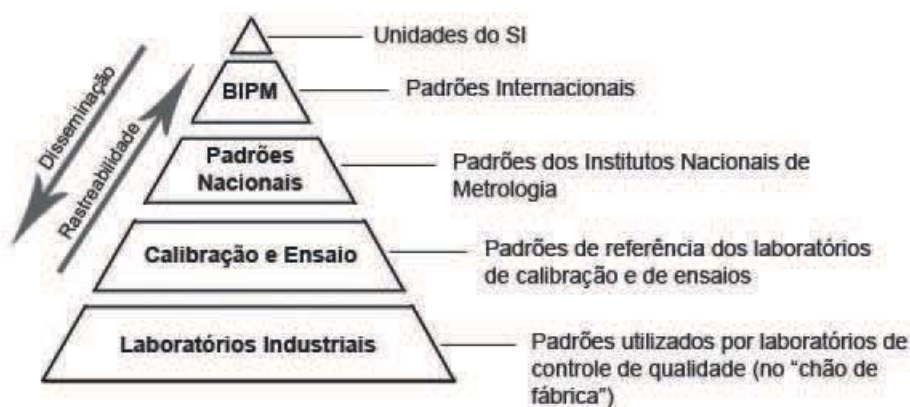 Unidades do SI
BIPM
Padrões Internacionais
Disseminação
Rastreabilidade
Padrões
Nacionais
Padrões dos Institutos Nacionais de
Metrologia
Calibração e Ensaio
Padrões de referência dos laboratórios
de calibração e de ensaios
Laboratórios Industriais
Padrões utilizados por laboratórios de
controle de qualidade (no “chão de
fábrica”)